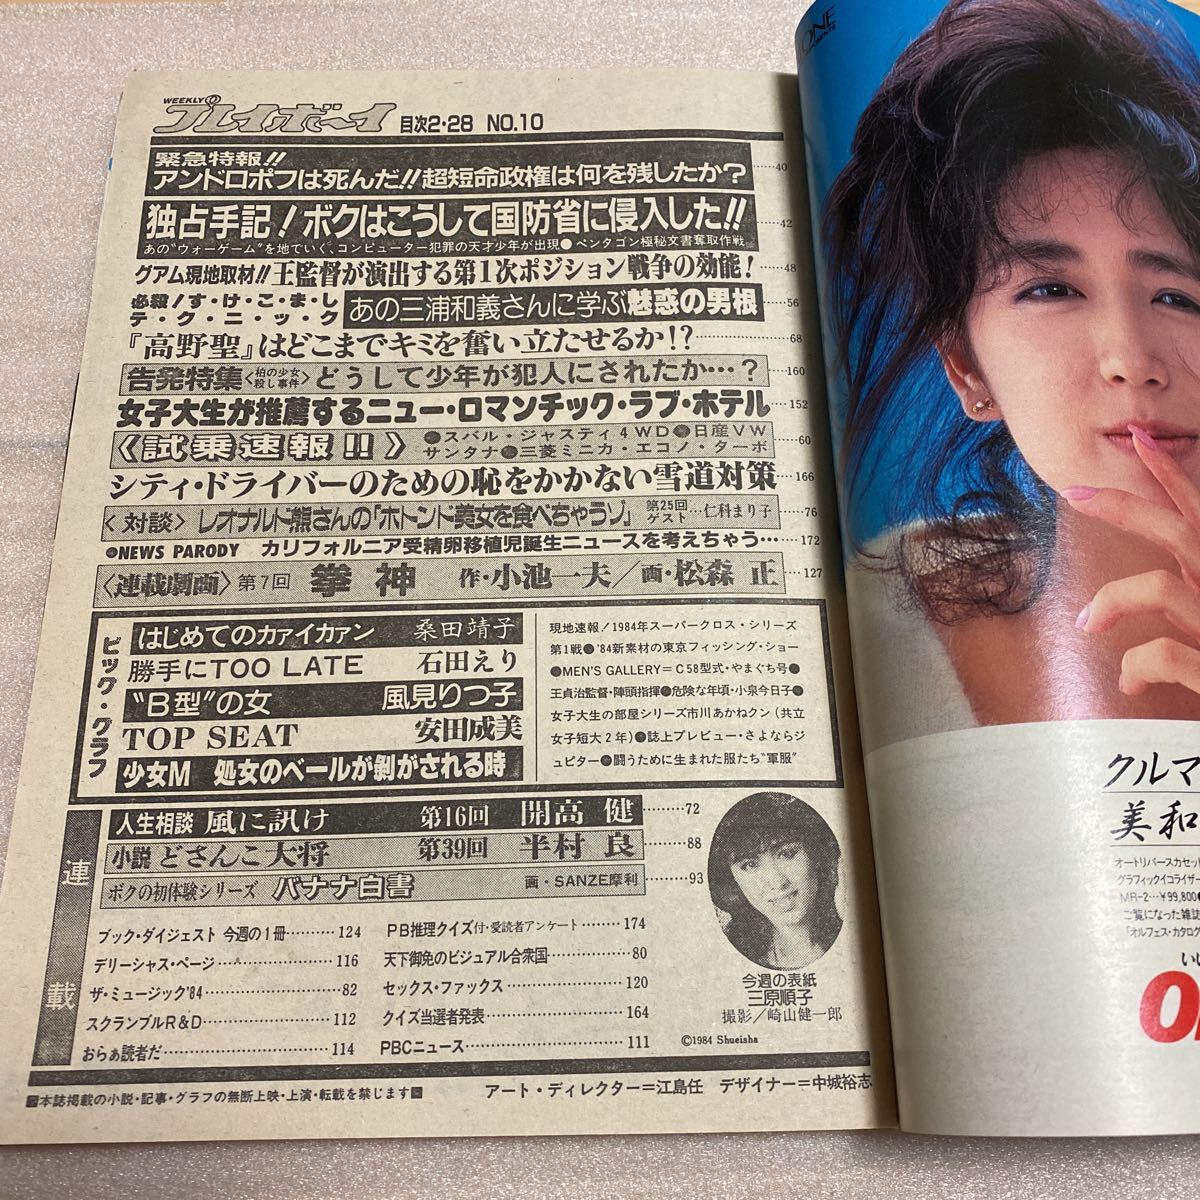 WEEKLY プレイボーイ 目次2・28 NO.10
緊急特報!!
アンドロポフは死んだ!!超短命政権は何を残したか? ……40
独占手記!ボクはこうして国防省に侵入した!! ……42
あの“ウォーゲーム”を地でいく、コンピューター犯罪の天才少年が出現●ペンタゴン極秘文書奪取作戦
グアム現地取材!!王監督が演出する第1次ポジション戦争の効能! ……48
必殺!す・け・こ・ま・し
テ・ク・ニ・ッ・ク
あの三浦和義さんに学ぶ魅惑の男根 ……56
『高野聖』はどこまでキミを奮い立たせるか!? ……68
告発特集〈柏の少女殺し事件〉どうして少年が犯人にされたか…? ……160
女子大生が推薦するニュー・ロマンチック・ラブ・ホテル ……152
《試乗速報!!》
●スバル・ジャスティ4WD●日産VW
サンタナ●三菱ミニカ・エコノ・ターボ ……60
シティ・ドライバーのための恥をかかない雪道対策 ……166
〈対談〉レオナルド熊さんの「ホトンド美女を食べちゃうゾ」第25回ゲスト…仁科まり子 ……76
●NEWS PARODY カリフォルニア受精卵移植児誕生ニュースを考えちゃう… ……172
〈連載劇画〉第7回 拳神 作・小池一夫/画・松森 正 ……127
ビッグ・グラフ
はじめてのカァイカァン 桑田靖子
勝手にTOO LATE 石田えり
“B型”の女 風見りつ子
TOP SEAT 安田成美
少女M 処女のベールが剝がされる時
現地速報!1984年スーパークロス・シリーズ
第1戦●'84新素材の東京フィッシング・ショー
●MEN'S GALLERY=C58型式・やまぐち号●
王貞治監督・陣頭指揮●危険な年頃・小泉今日子●
女子大生の部屋シリーズ市川あかねクン(共立
女子短大2年)●誌上プレビュー・さよならジ
ュピター●闘うために生まれた服たち“軍服”
連載
人生相談 風に訊け 第16回 開高 健 ……72
小説 どさんこ大将 第39回 半村 良 ……88
ボクの初体験シリーズ バナナ白書 画・SANZE摩利 ……93
ブック・ダイジェスト 今週の1冊 ……124
デリーシャス・ページ ……116
ザ・ミュージック'84 ……82
スクランブルR&D ……112
おらぁ読者だ ……114
PB推理クイズ付・愛読者アンケート ……174
天下御免のビジュアル合衆国 ……80
セックス・ファックス ……120
クイズ当選者発表 ……164
PBCニュース ……111
今週の表紙
三原順子
撮影/崎山健一郎
©1984 Shueisha
アート・ディレクター=江島任 デザイナー=中城裕志
■本誌掲載の小説・記事・グラフの無断上映・上演・転載を禁じます■
ONE
クルマ
美和
オートリバースカセッ
グラフィックイコライザー
MR-2…¥99,800
ご覧になった雑誌
「オルフェス・カタログ